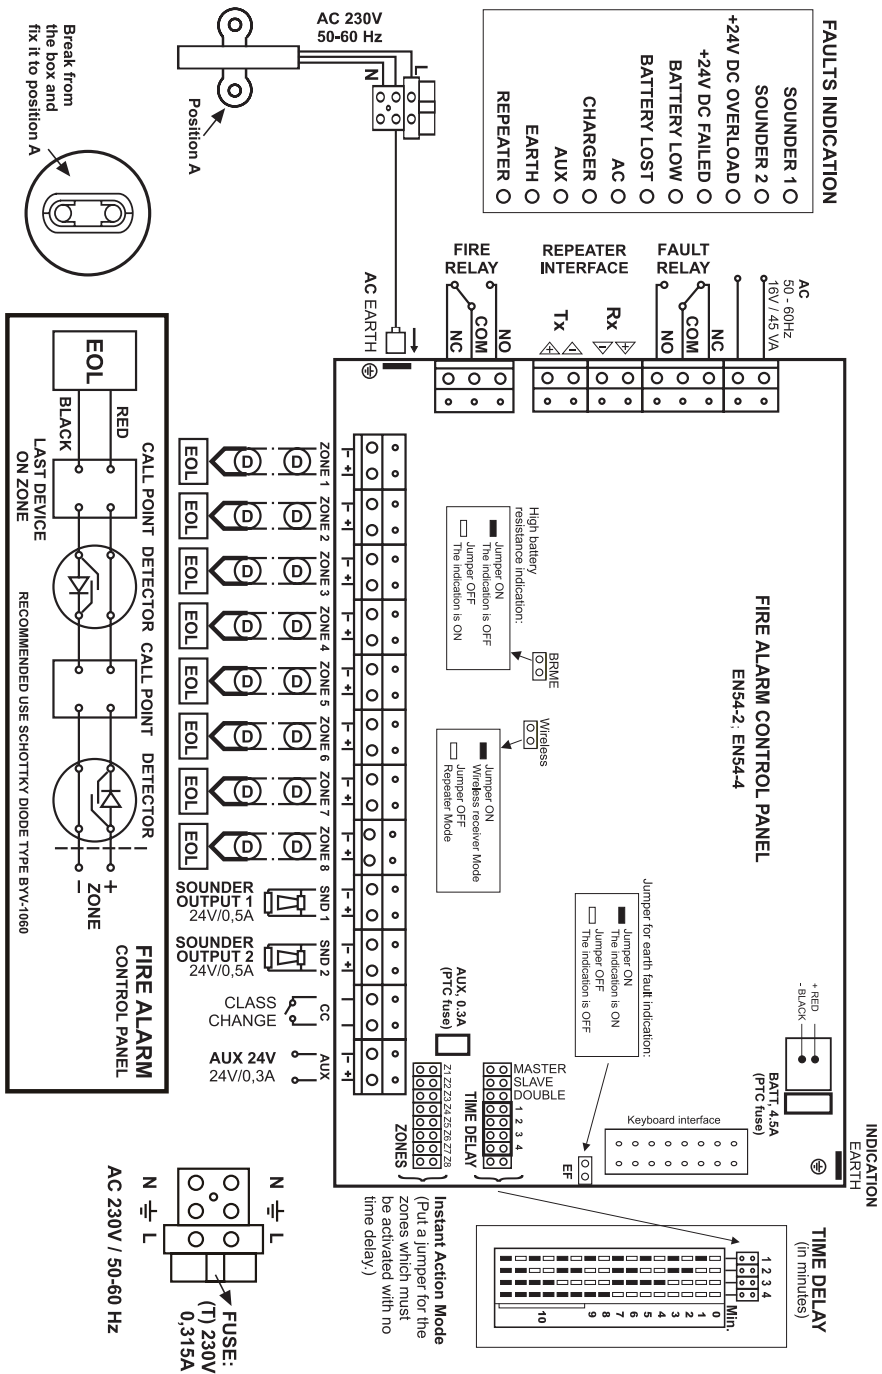 FAULTS INDICATION
SOUNDER 1
SOUNDER 2
+24V DC OVERLOAD
+24V DC FAILED
BATTERY LOW
BATTERY LOST
AC
CHARGER
AUX
EARTH
REPEATER
AC 230V
50-60 Hz
N
L
Position A
Break from
the box and
fix it to position A
AC EARTH
FIRE
RELAY
NC
COM
NO
REPEATER
INTERFACE
Tx
+
-
Rx
-
+
FAULT
RELAY
NO
COM
NC
AC
50 - 60Hz
16V / 45 VA
FIRE ALARM CONTROL PANEL
EN54-2; EN54-4
High battery
resistance indication:
Jumper ON
The indication is OFF
Jumper OFF
The indication is ON
BRME
Wireless
Jumper ON
Wireless receiver Mode
Jumper OFF
Repeater Mode
Jumper for earth fault indication:
Jumper ON
The indication is ON
Jumper OFF
The indication is OFF
EF
+ RED
- BLACK
BATT, 4.5A
(PTC fuse)
Keyboard interface
INDICATION
EARTH
AUX, 0.3A
(PTC fuse)
MASTER
SLAVE
DOUBLE
1
2
3
4
TIME DELAY
Z1 Z2 Z3 Z4 Z5 Z6 Z7 Z8
ZONES
Instant Action Mode
(Put a jumper for the
zones which must
be activated with no
time delay.)
TIME DELAY
(in minutes)
1 2 3 4
Min.
0
1
2
3
4
5
6
7
8
9
10
ZONE 1
- +
D
D
EOL
ZONE 2
- +
D
D
EOL
ZONE 3
- +
D
D
EOL
ZONE 4
- +
D
D
EOL
ZONE 5
- +
D
D
EOL
ZONE 6
- +
D
D
EOL
ZONE 7
- +
D
D
EOL
ZONE 8
- +
D
D
EOL
SND 1
- +
SOUNDER
OUTPUT 1
24V/0,5A
SND 2
- +
SOUNDER
OUTPUT 2
24V/0,5A
CC
CLASS
CHANGE
AUX
- +
AUX 24V
24V/0,3A
EOL
RED
BLACK
CALL POINT
LAST DEVICE
ON ZONE
DETECTOR
CALL POINT
DETECTOR
+
ZONE
-
RECOMMENDED USE SCHOTTKY DIODE TYPE BYV-1060
FIRE ALARM
CONTROL PANEL
N L
N L
AC 230V / 50-60 Hz
FUSE:
(T) 230V
0,315A